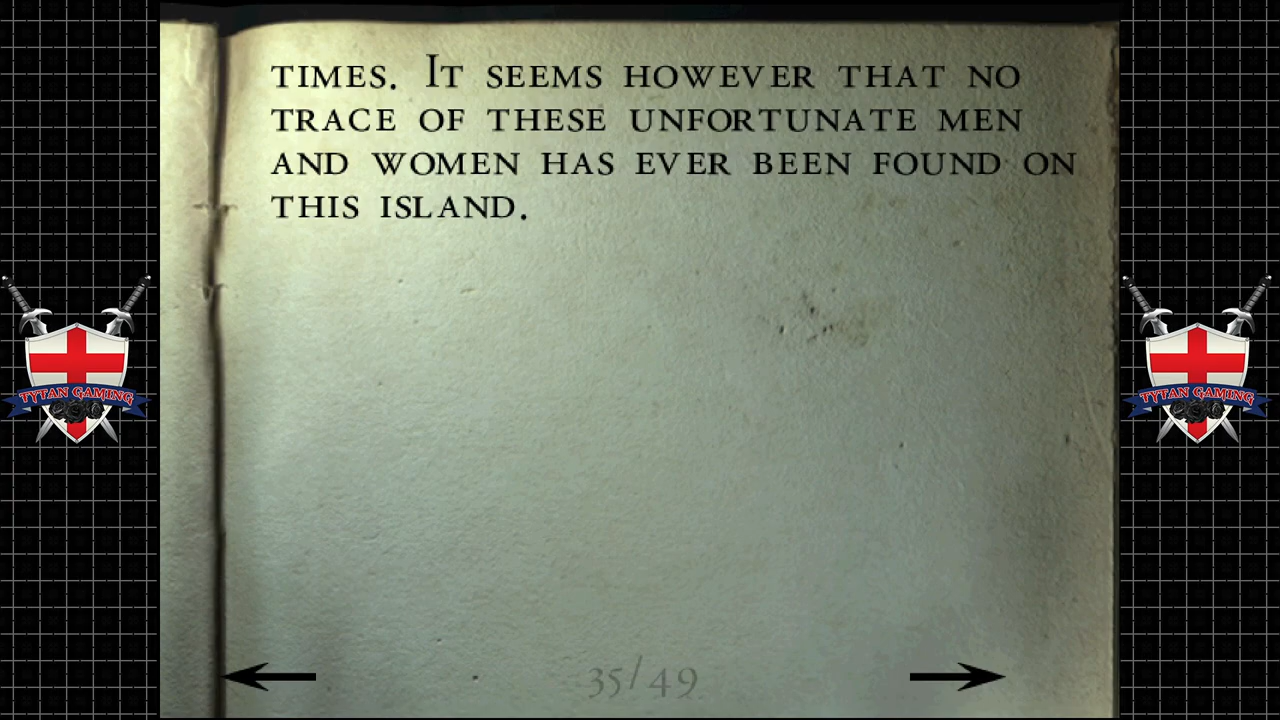 TIMES. IT SEEMS HOWEVER THAT NO
TRACE OF THESE UNFORTUNATE MEN
AND WOMEN HAS EVER BEEN FOUND ON
THIS ISLAND.
35/49
TYTAN GAMING
TYTAN GAMING